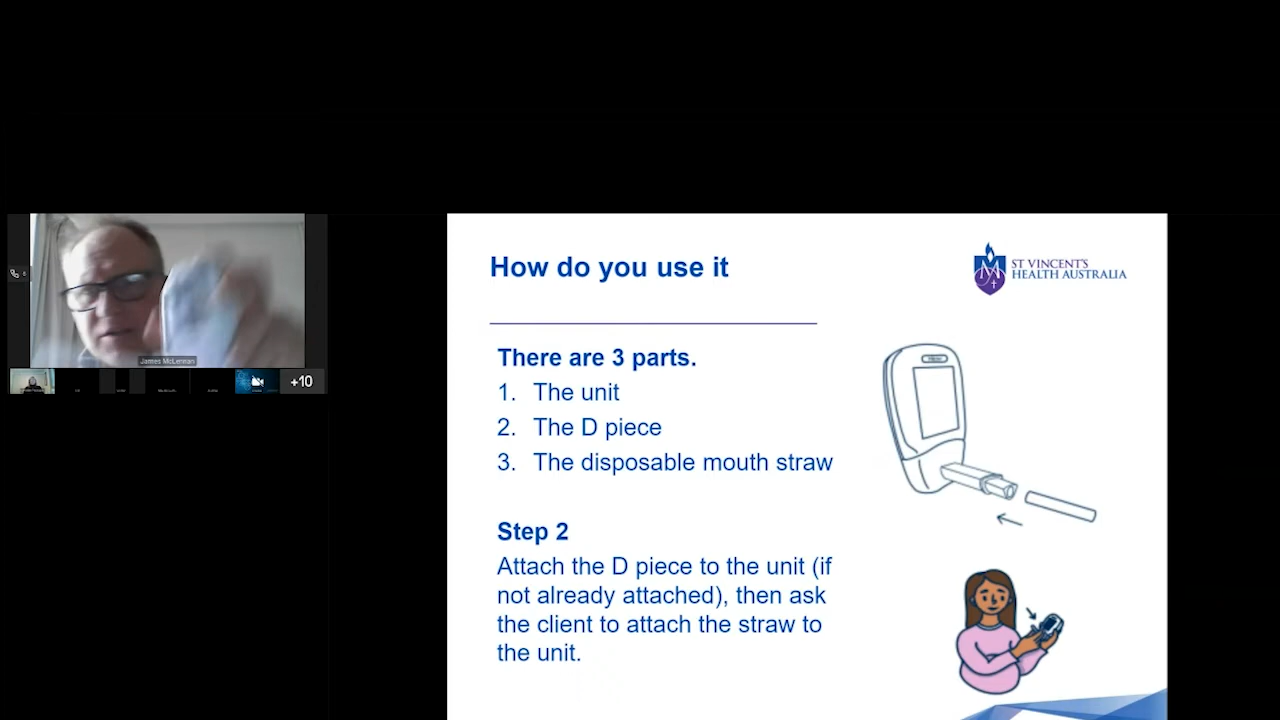 How do you use it
ST VINCENT'S
HEALTH AUSTRALIA
There are 3 parts.
1. The unit
2. The D piece
3. The disposable mouth straw
Step 2
Attach the D piece to the unit (if
not already attached), then ask
the client to attach the straw to
the unit.
James McLennan
+10